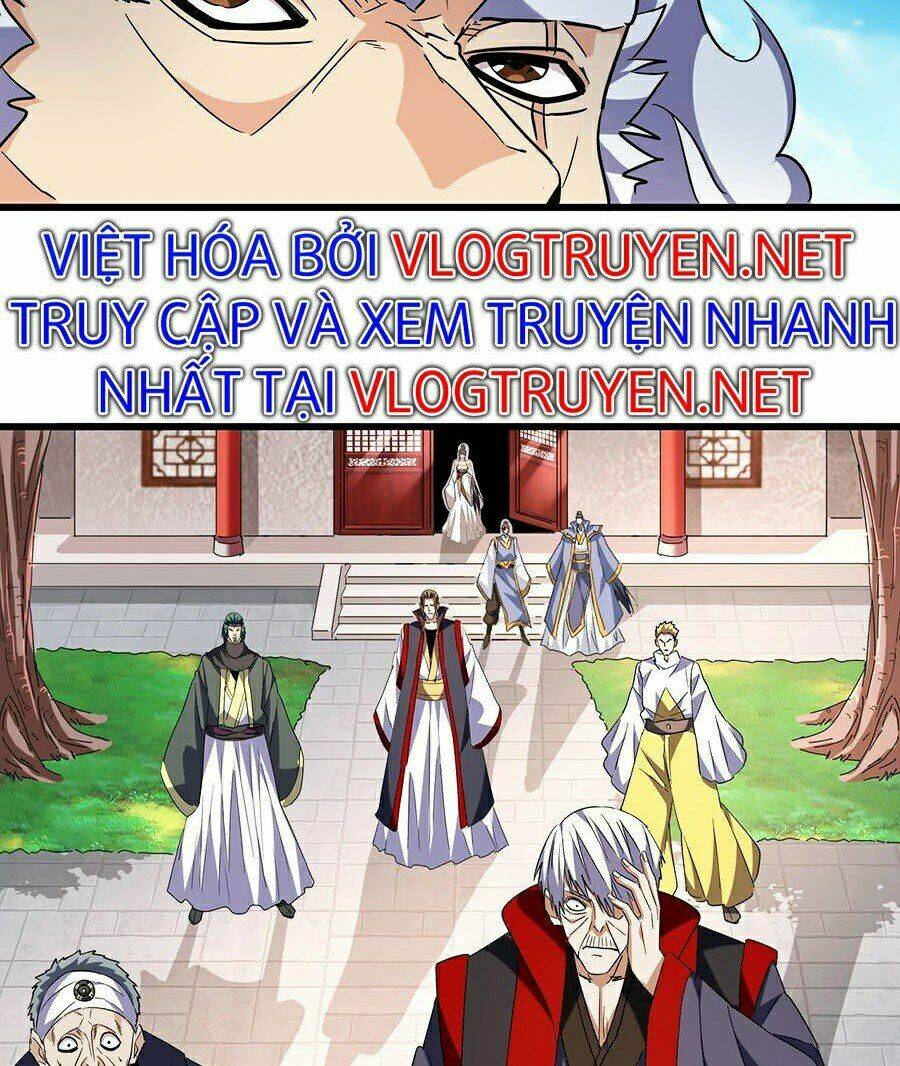 VIỆT HÓA BỞI VLOGTRUYEN.NET
TRUY CẬP VÀ XEM TRUYỆN NHANH
NHẤT TẠI VLOGTRUYEN.NET